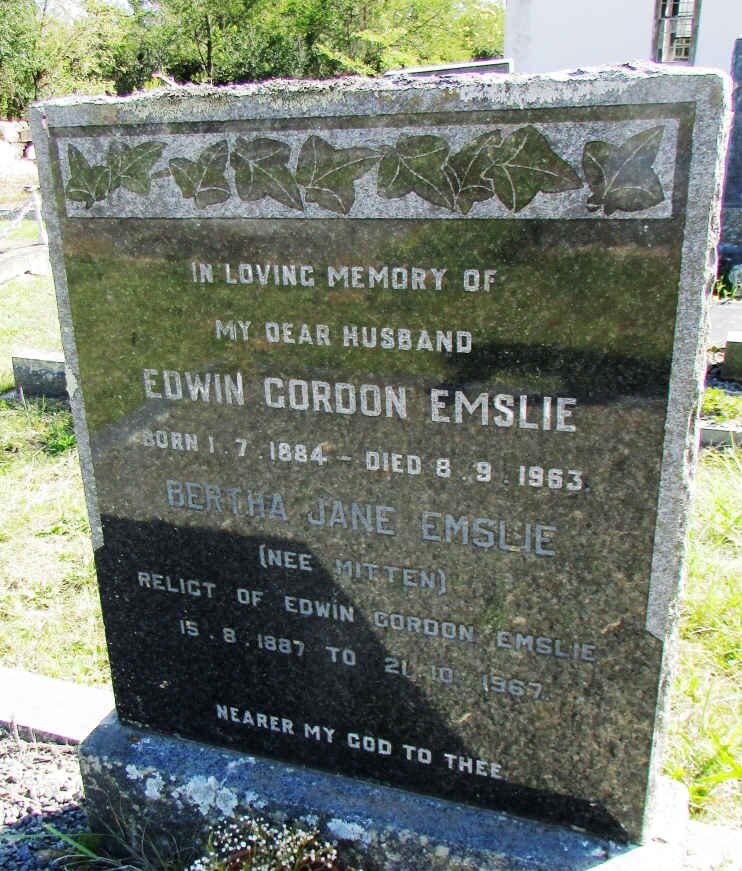 IN LOVING MEMORY OF
MY DEAR HUSBAND
EDWIN GORDON EMSLIE
BORN 1.7.1884 – DIED 8.9.1963.
BERTHA JANE EMSLIE
(NEE MITTEN)
RELICT OF EDWIN GORDON EMSLIE
15.8.1887 TO 21.10.1967
NEARER MY GOD TO THEE